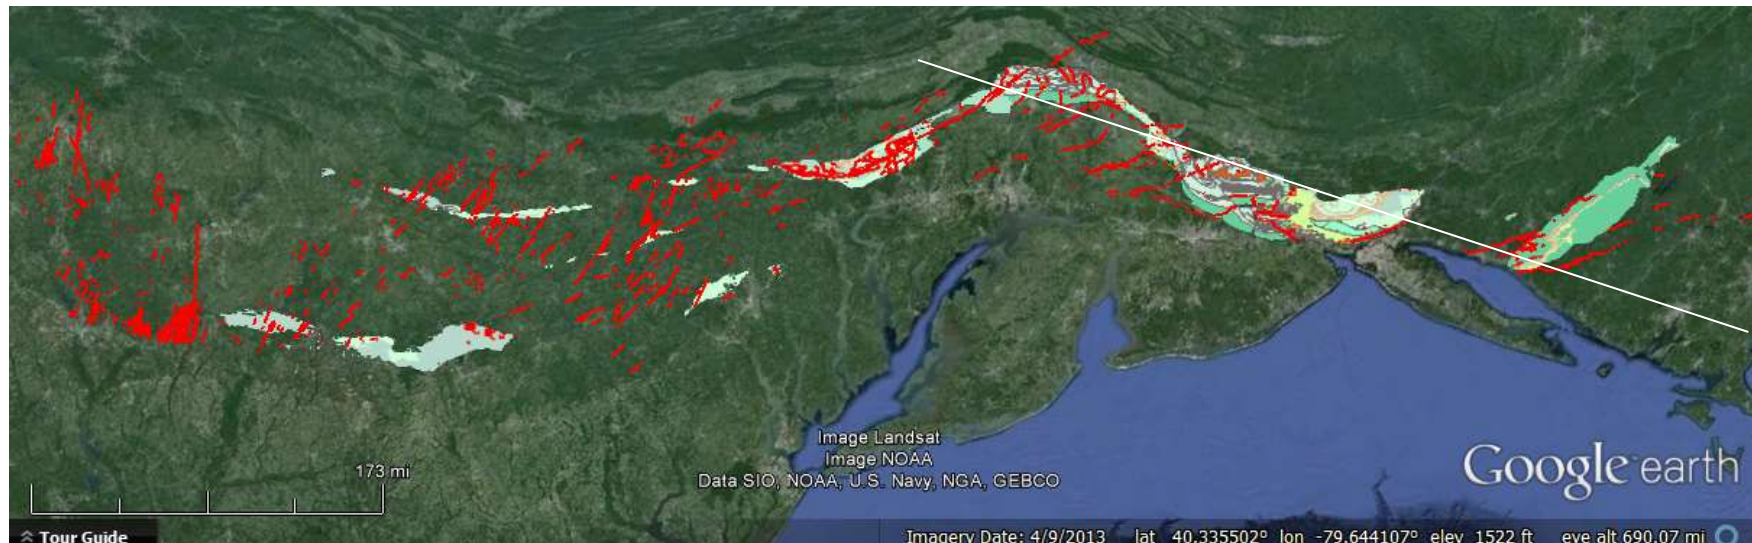 173 mi
Image Landsat
Image NOAA
Data SIO, NOAA, U.S. Navy, NGA, GEBCO
Google earth
Tour Guide
Imagery Date: 4/9/2013 lat 40.335502° lon -79.644107° elev 1522 ft eye alt 690.07 mi